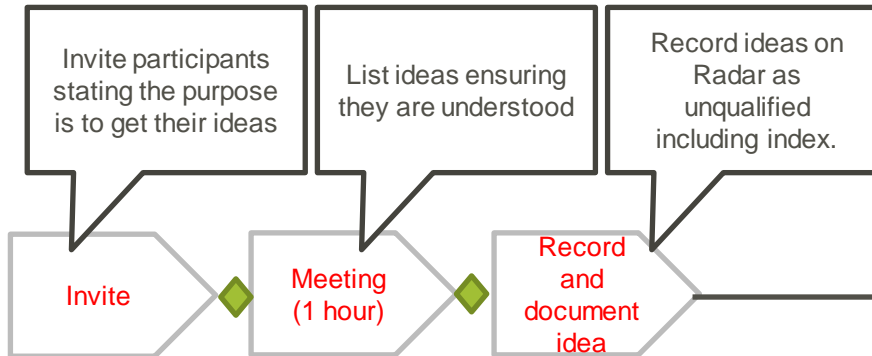 Invite participants
stating the purpose
is to get their ideas
List ideas ensuring
they are understood
Record ideas on
Radar as
unqualified
including index.
Invite
Meeting
(1 hour)
Record
and
document
idea